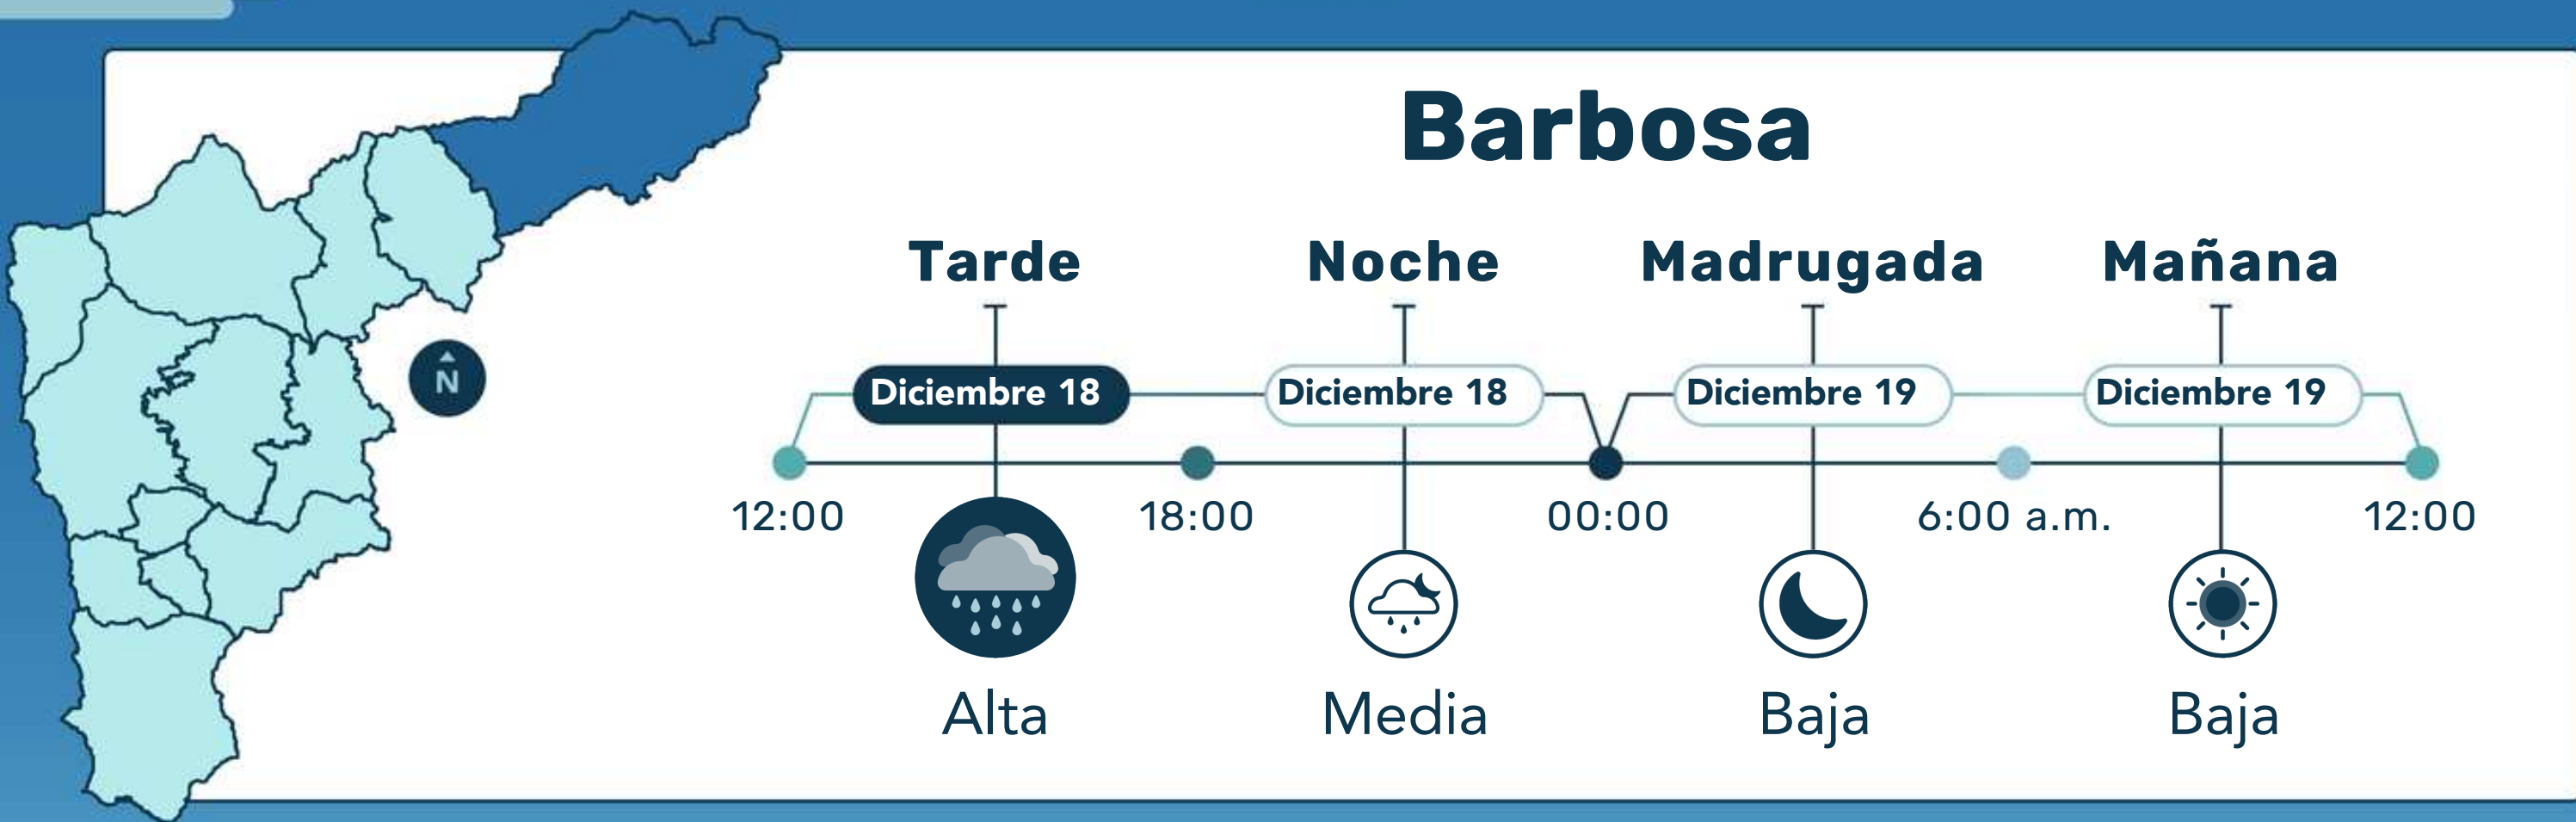 Barbosa
Tarde Noche Madrugada Mañana
Diciembre 18 Diciembre 18 Diciembre 19 Diciembre 19
N
12:00 18:00 00:00 6:00 a.m. 12:00
Alta Media Baja Baja